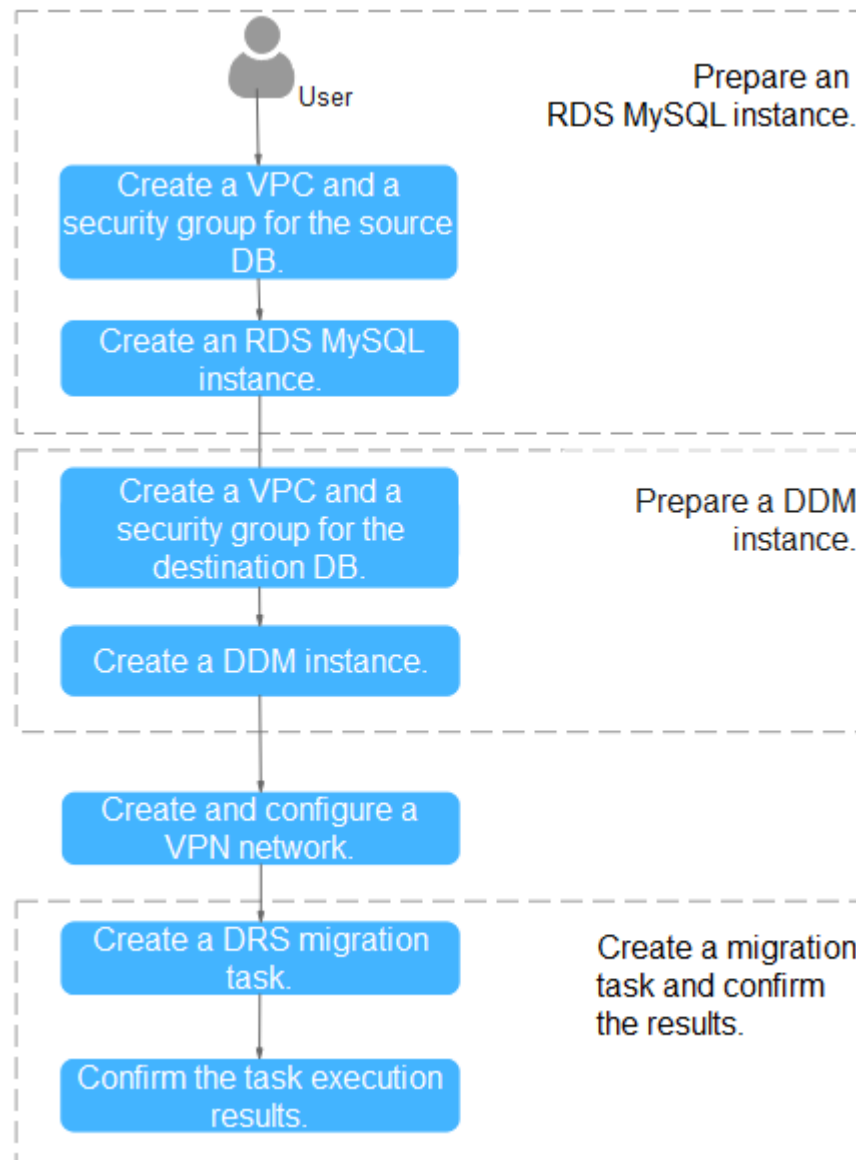 User
Prepare an
RDS MySQL instance.
Create a VPC and a
security group for the source
DB.
Create an RDS MySQL
instance.
Create a VPC and a
security group for the
destination DB.
Prepare a DDM
instance.
Create a DDM instance.
Create and configure a
VPN network.
Create a DRS migration
task.
Create a migration
task and confirm
the results.
Confirm the task execution
results.